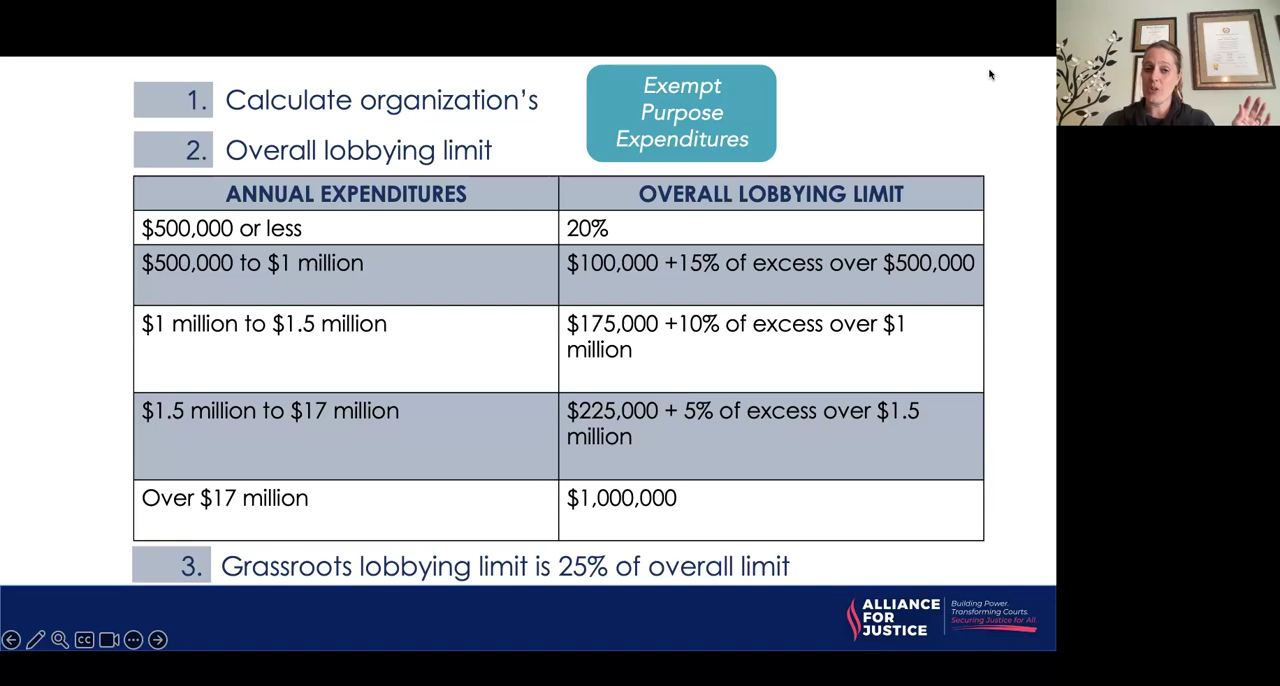 1. Calculate organization's
Exempt
Purpose
Expenditures
2. Overall lobbying limit
ANNUAL EXPENDITURES
OVERALL LOBBYING LIMIT
$500,000 or less
20%
$500,000 to $1 million
$100,000 +15% of excess over $500,000
$1 million to $1.5 million
$175,000 +10% of excess over $1
million
$1.5 million to $17 million
$225,000 + 5% of excess over $1.5
million
Over $17 million
$1,000,000
3. Grassroots lobbying limit is 25% of overall limit
ALLIANCE
FOR
JUSTICE
Building Power.
Transforming Courts.
Securing Justice for All.
CC